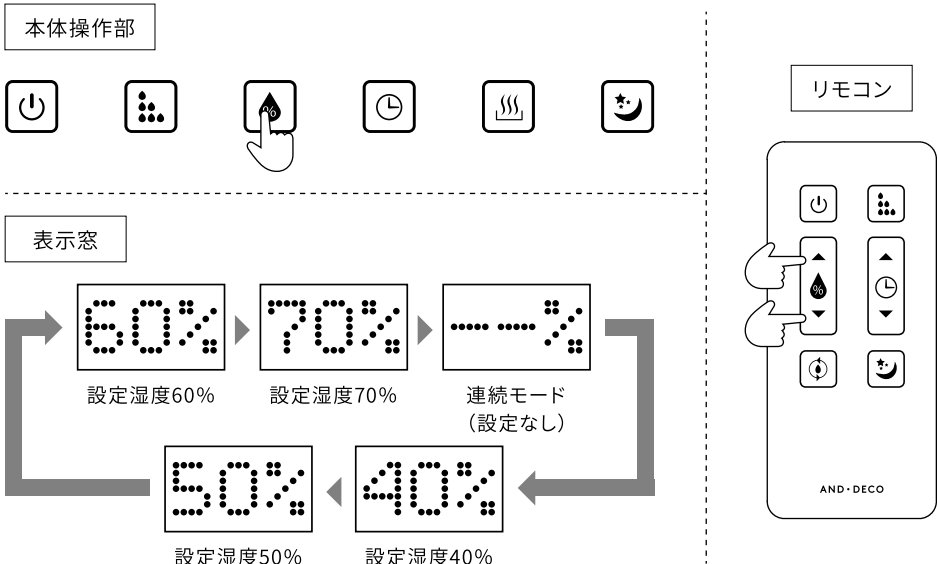 本体操作部
%
リモコン
表示窓
60%
70%
-- --%
%
設定湿度60%
設定湿度70%
連続モード
(設定なし)
50%
40%
AND・DECO
設定湿度50%
設定湿度40%